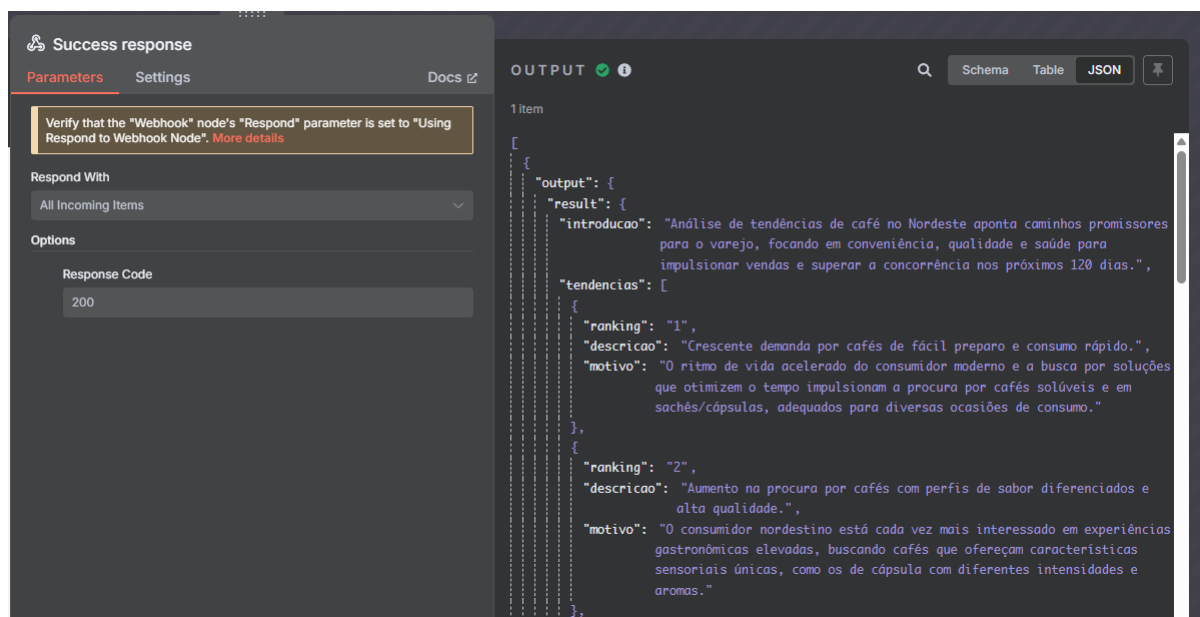 Success response
Parameters Settings Docs
Verify that the "Webhook" node's "Respond" parameter is set to "Using
Respond to Webhook Node". More details
Respond With
All Incoming Items
Options
Response Code
200
OUTPUT
Schema Table JSON
1 item
[
{
"output": {
"result": {
"introducao": "Análise de tendências de café no Nordeste aponta caminhos promissores
para o varejo, focando em conveniência, qualidade e saúde para
impulsionar vendas e superar a concorrência nos próximos 120 dias.",
"tendencias": [
{
"ranking": "1",
"descricao": "Crescente demanda por cafés de fácil preparo e consumo rápido.",
"motivo": "O ritmo de vida acelerado do consumidor moderno e a busca por soluções
que otimizem o tempo impulsionam a procura por cafés solúveis e em
sachês/cápsulas, adequados para diversas ocasiões de consumo."
},
{
"ranking": "2",
"descricao": "Aumento na procura por cafés com perfis de sabor diferenciados e
alta qualidade.",
"motivo": "O consumidor nordestino está cada vez mais interessado em experiências
gastronômicas elevadas, buscando cafés que ofereçam características
sensoriais únicas, como os de cápsula com diferentes intensidades e
aromas."
},